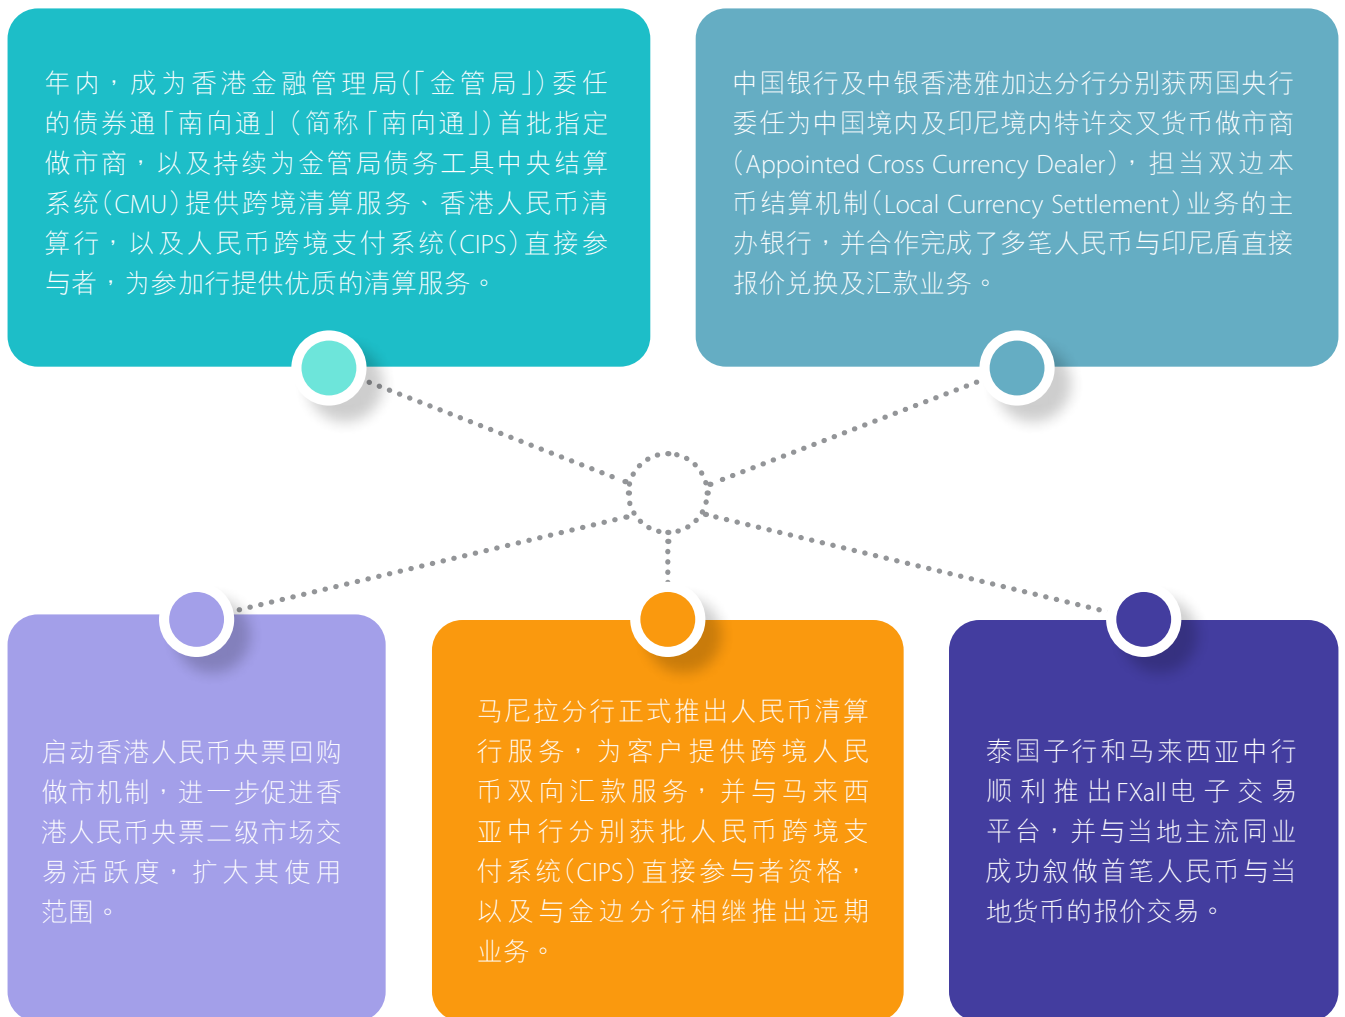 年内，成为香港金融管理局(「金管局」)委任
的债券通「南向通」(简称「南向通」)首批指定
做市商，以及持续为金管局债务工具中央结算
系统(CMU)提供跨境清算服务、香港人民币清
算行，以及人民币跨境支付系统(CIPS)直接参
与者，为参加行提供优质的清算服务。
中国银行及中银香港雅加达分行分别获两国央行
委任为中国境内及印尼境内特许交叉货币做市商
(Appointed Cross Currency Dealer)，担当双边本
币结算机制(Local Currency Settlement)业务的主
办银行，并合作完成了多笔人民币与印尼盾直接
报价兑换及汇款业务。
启动香港人民币央票回购
做市机制，进一步促进香
港人民币央票二级市场交
易活跃度，扩大其使用
范围。
马尼拉分行正式推出人民币清算
行服务，为客户提供跨境人民
币双向汇款服务，并与马来西
亚中行分别获批人民币跨境支
付系统(CIPS)直接参与者资格，
以及与金边分行相继推出远期
业务。
泰国子行和马来西亚中行
顺利推出FXall电子交易
平台，并与当地主流同业
成功叙做首笔人民币与当
地货币的报价交易。